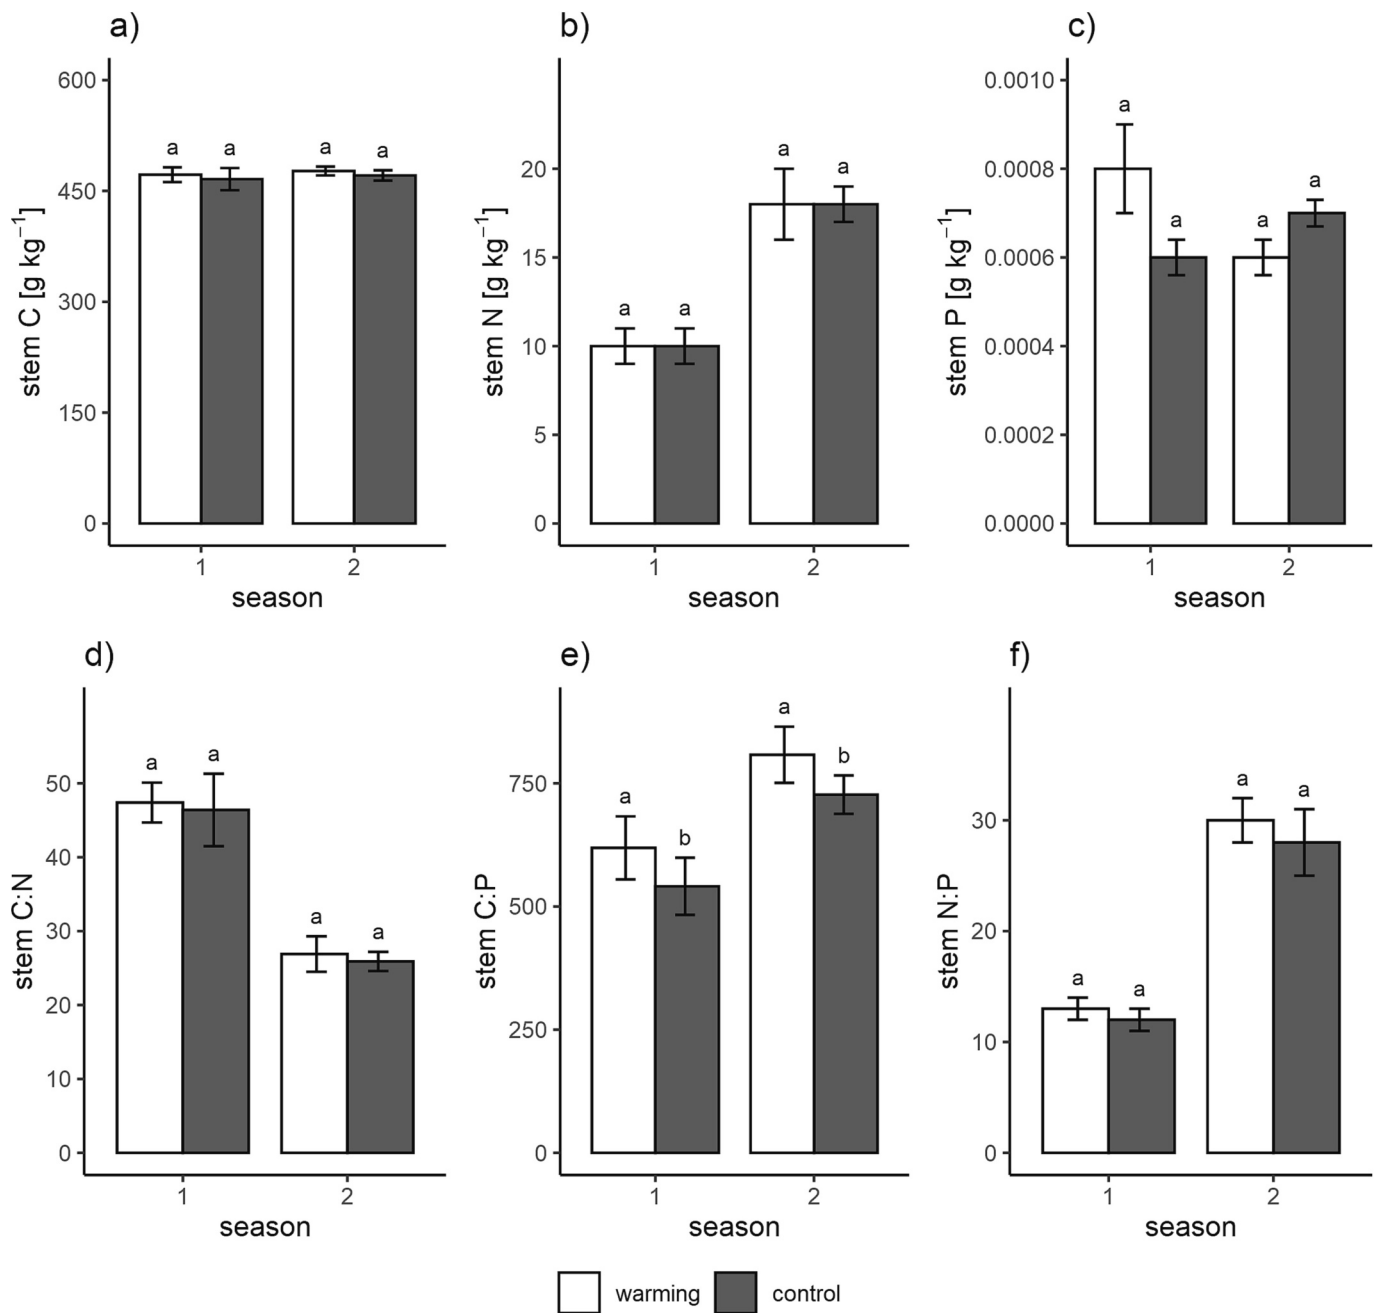 a)
stem C [g kg⁻¹]
600
450
300
150
0
a
a
a
a
1
2
season
b)
stem N [g kg⁻¹]
20
15
10
5
0
a
a
a
a
1
2
season
c)
stem P [g kg⁻¹]
0.0010
0.0008
0.0006
0.0004
0.0002
0.0000
a
a
a
a
1
2
season
d)
stem C:N
50
40
30
20
10
0
a
a
a
a
1
2
season
e)
stem C:P
750
500
250
0
a
b
a
b
1
2
season
f)
stem N:P
30
20
10
0
a
a
a
a
1
2
season
warming
control